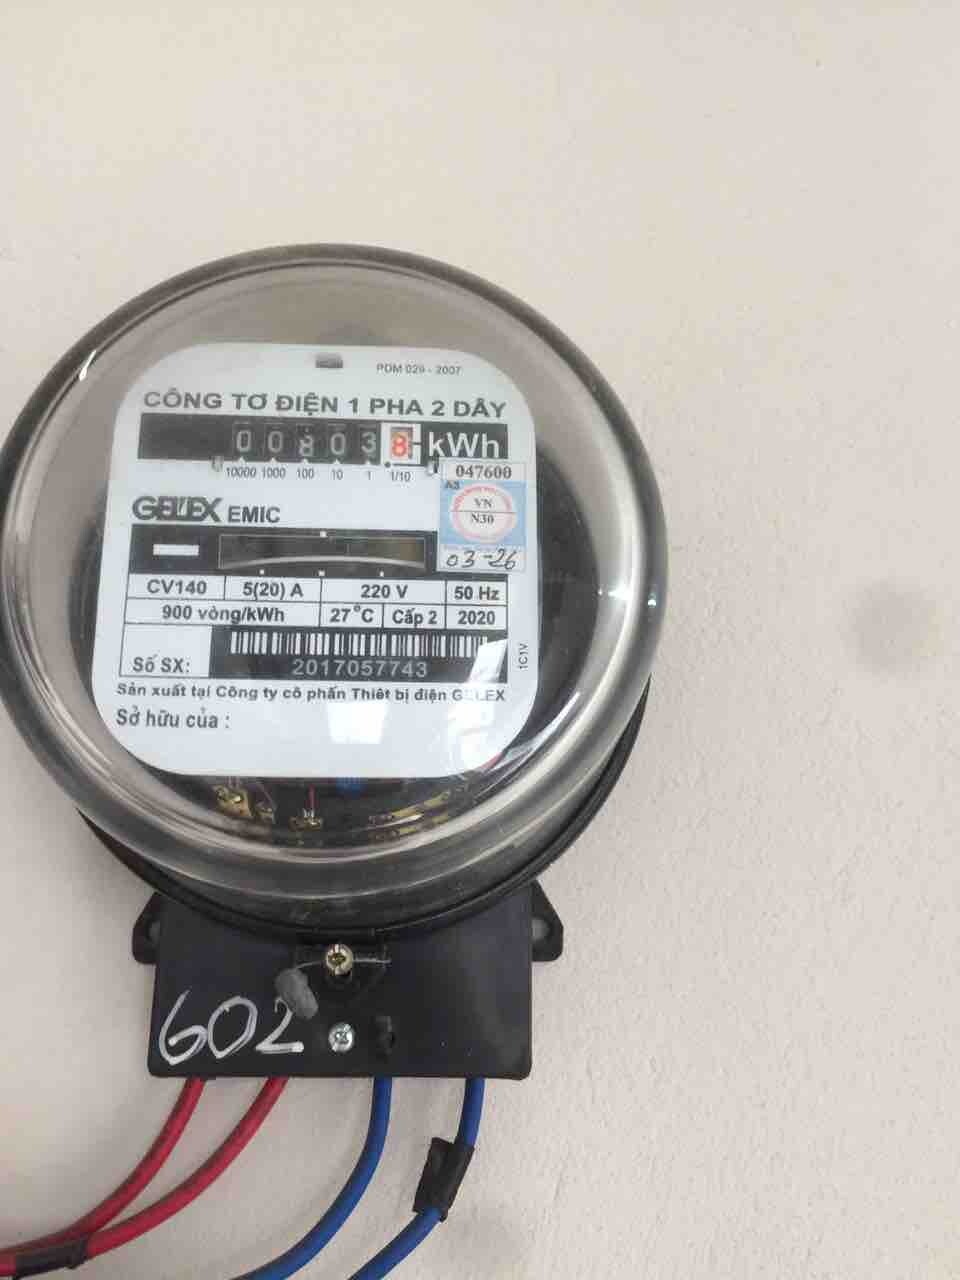 PDM 029 - 2007
CÔNG TƠ ĐIỆN 1 PHA 2 DÂY
0 0 8 0 3 8 kWh
10000 1000 100 10 1 1/10
047600
A3
VN
N30
03-26
GELEX EMIC
CV140 5(20) A 220 V 50 Hz
900 vòng/kWh 27°C Cấp 2 2020
Số SX: 2017057743
1C1V
Sản xuất tại Công ty cổ phần Thiết bị điện GELEX
Sở hữu của :
602